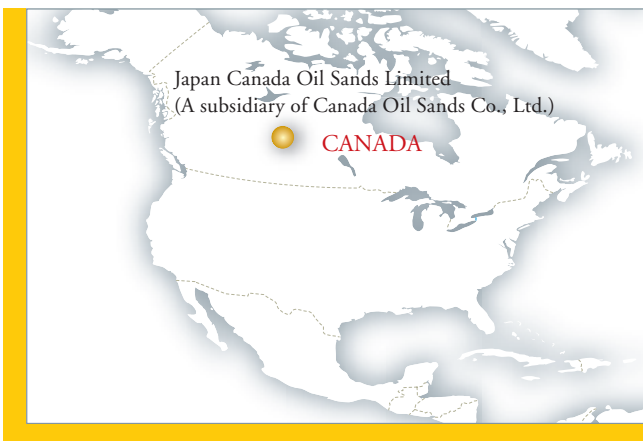 Japan Canada Oil Sands Limited
(A subsidiary of Canada Oil Sands Co., Ltd.)
CANADA